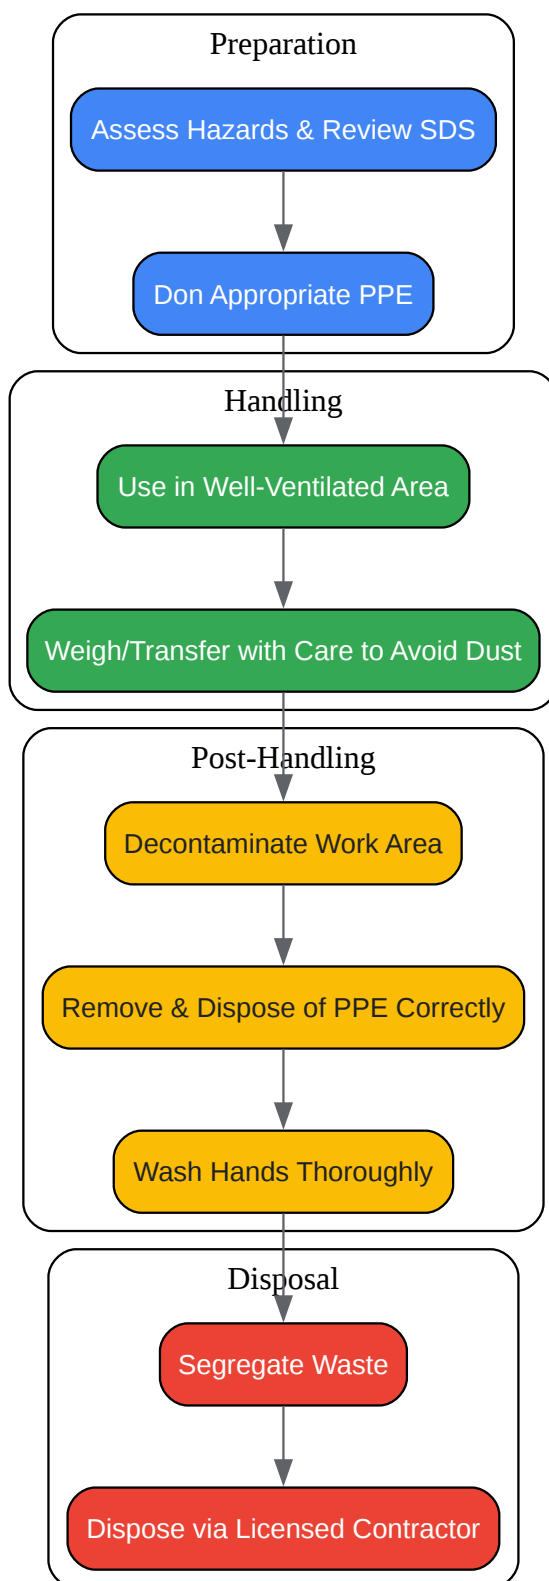 Preparation
Assess Hazards & Review SDS
Don Appropriate PPE
Handling
Use in Well-Ventilated Area
Weigh/Transfer with Care to Avoid Dust
Post-Handling
Decontaminate Work Area
Remove & Dispose of PPE Correctly
Wash Hands Thoroughly
Disposal
Segregate Waste
Dispose via Licensed Contractor